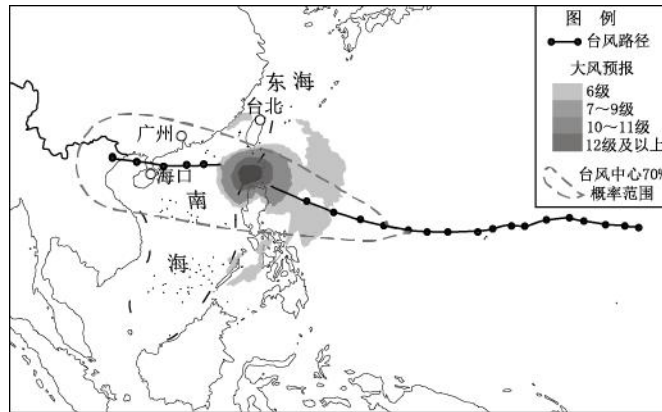 图 例
台风路径
大风预报
6级
7～9级
10～11级
12级及以上
台风中心70%
概率范围
东海
台北
广州
海口
南
海